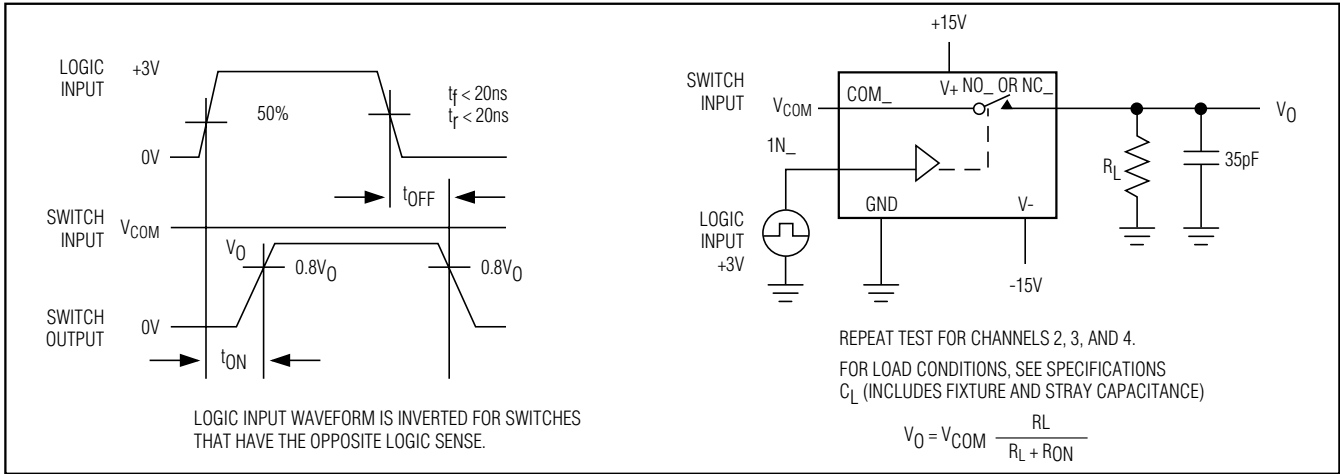 LOGIC
INPUT
+3V
0V
50%
tf < 20ns
tr < 20ns
tOFF
SWITCH
INPUT
VCOM
VO
0.8VO
0.8VO
SWITCH
OUTPUT
0V
tON
LOGIC INPUT WAVEFORM IS INVERTED FOR SWITCHES
THAT HAVE THE OPPOSITE LOGIC SENSE.
+15V
SWITCH
INPUT
VCOM
COM_
V+ NO_ OR NC_
VO
1N_
RL
35pF
GND
V-
LOGIC
INPUT
+3V
-15V
REPEAT TEST FOR CHANNELS 2, 3, AND 4.
FOR LOAD CONDITIONS, SEE SPECIFICATIONS
CL (INCLUDES FIXTURE AND STRAY CAPACITANCE)
VO = VCOM RL
RL + RON